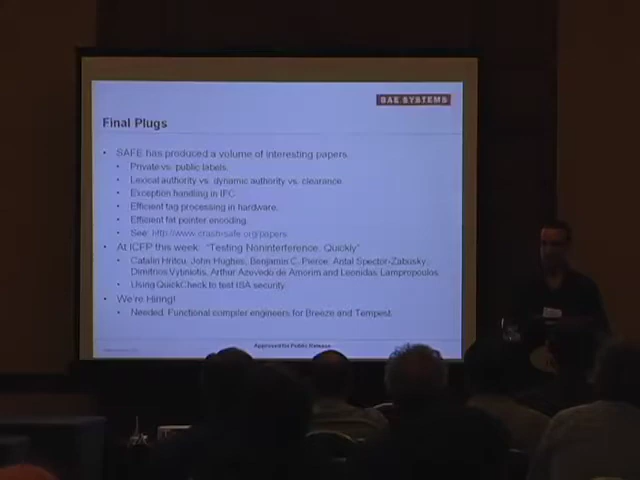 BAE SYSTEMS
Final Plugs
• SAFE has produced a volume of interesting papers.
• Private vs. public labels.
• Lexical authority vs. dynamic authority vs. clearance.
• Exception handling in IFC.
• Efficient tag processing in hardware.
• Efficient fat pointer encoding.
• See: http://www.crash-safe.org/papers
• At ICFP this week: "Testing Noninterference, Quickly"
• Catalin Hritcu, John Hughes, Benjamin C. Pierce, Antal Spector-Zabusky,
Dimitrios Vytiniotis, Arthur Azevedo de Amorim and Leonidas Lampropoulos
• Using QuickCheck to test ISA security.
• We're Hiring!
• Needed: Functional compiler engineers for Breeze and Tempest.
Approved for Public Release